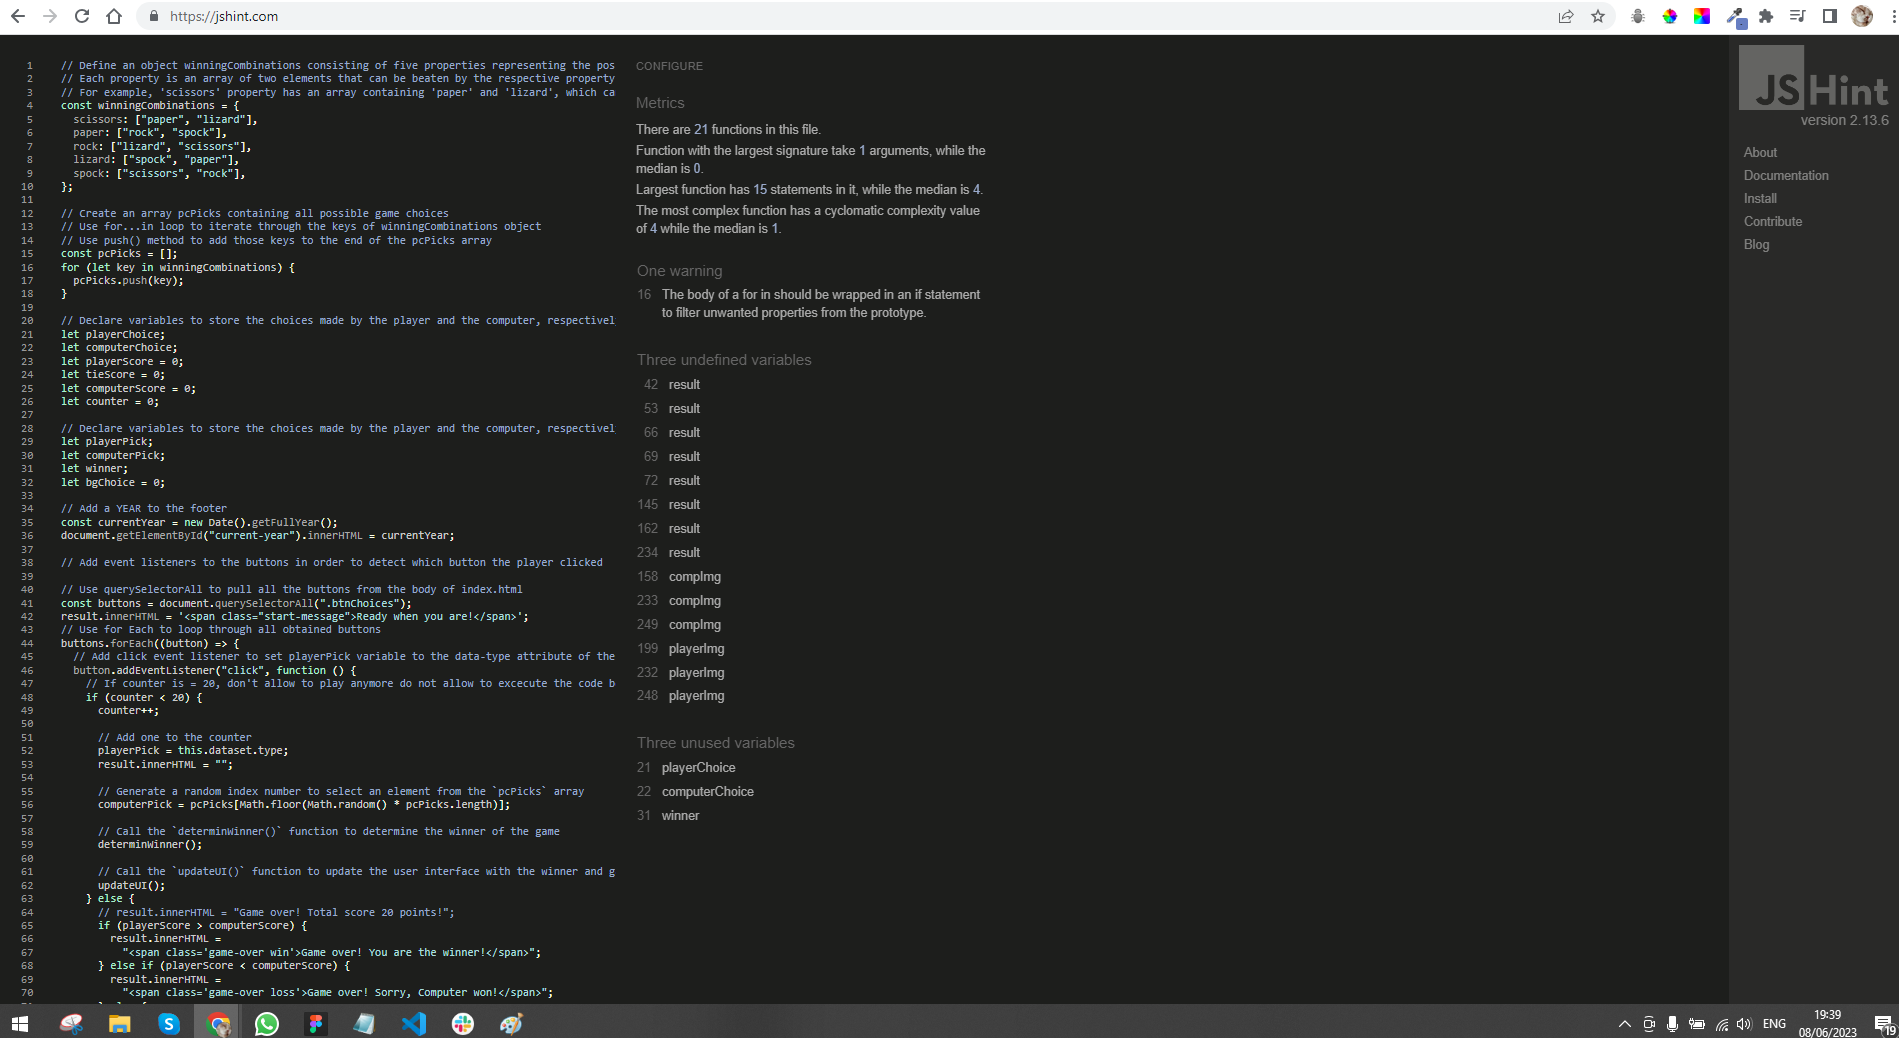 https://jshint.com
1 // Define an object winningCombinations consisting of five properties representing the pos
2 // Each property is an array of two elements that can be beaten by the respective property
3 // For example, 'scissors' property has an array containing 'paper' and 'lizard', which ca
4 const winningCombinations = {
5 scissors: ["paper", "lizard"],
6 paper: ["rock", "spock"],
7 rock: ["lizard", "scissors"],
8 lizard: ["spock", "paper"],
9 spock: ["scissors", "rock"],
10 };
11
12 // Create an array pcPicks containing all possible game choices
13 // Use for...in loop to iterate through the keys of winningCombinations object
14 // Use push() method to add those keys to the end of the pcPicks array
15 const pcPicks = [];
16 for (let key in winningCombinations) {
17 pcPicks.push(key);
18 }
19
20 // Declare variables to store the choices made by the player and the computer, respectivel
21 let playerChoice;
22 let computerChoice;
23 let playerScore = 0;
24 let tieScore = 0;
25 let computerScore = 0;
26 let counter = 0;
27
28 // Declare variables to store the choices made by the player and the computer, respectivel
29 let playerPick;
30 let computerPick;
31 let winner;
32 let bgChoice = 0;
33
34 // Add a YEAR to the footer
35 const currentYear = new Date().getFullYear();
36 document.getElementById("current-year").innerHTML = currentYear;
37
38 // Add event listeners to the buttons in order to detect which button the player clicked
39
40 // Use querySelectorAll to pull all the buttons from the body of index.html
41 const buttons = document.querySelectorAll(".btnChoices");
42 result.innerHTML = '<span class="start-message">Ready when you are!</span>';
43 // Use for Each to loop through all obtained buttons
44 buttons.forEach((button) => {
45 // Add click event listener to set playerPick variable to the data-type attribute of the
46 button.addEventListener("click", function () {
47 // If counter is = 20, don't allow to play anymore do not allow to excecute the code b
48 if (counter < 20) {
49 counter++;
50
51 // Add one to the counter
52 playerPick = this.dataset.type;
53 result.innerHTML = "";
54
55 // Generate a random index number to select an element from the `pcPicks` array
56 computerPick = pcPicks[Math.floor(Math.random() * pcPicks.length)];
57
58 // Call the `determinWinner()` function to determine the winner of the game
59 determinWinner();
60
61 // Call the `updateUI()` function to update the user interface with the winner and g
62 updateUI();
63 } else {
64 // result.innerHTML = "Game over! Total score 20 points!";
65 if (playerScore > computerScore) {
66 result.innerHTML =
67 "<span class='game-over win'>Game over! You are the winner!</span>";
68 } else if (playerScore < computerScore) {
69 result.innerHTML =
70 "<span class='game-over loss'>Game over! Sorry, Computer won!</span>";
CONFIGURE
Metrics
There are 21 functions in this file.
Function with the largest signature take 1 arguments, while the
median is 0.
Largest function has 15 statements in it, while the median is 4.
The most complex function has a cyclomatic complexity value
of 4 while the median is 1.
One warning
16 The body of a for in should be wrapped in an if statement
to filter unwanted properties from the prototype.
Three undefined variables
42 result
53 result
66 result
69 result
72 result
145 result
162 result
234 result
158 compImg
233 compImg
249 compImg
199 playerImg
232 playerImg
248 playerImg
Three unused variables
21 playerChoice
22 computerChoice
31 winner
JSHint
version 2.13.6
About
Documentation
Install
Contribute
Blog
ENG
19:39
08/06/2023
19